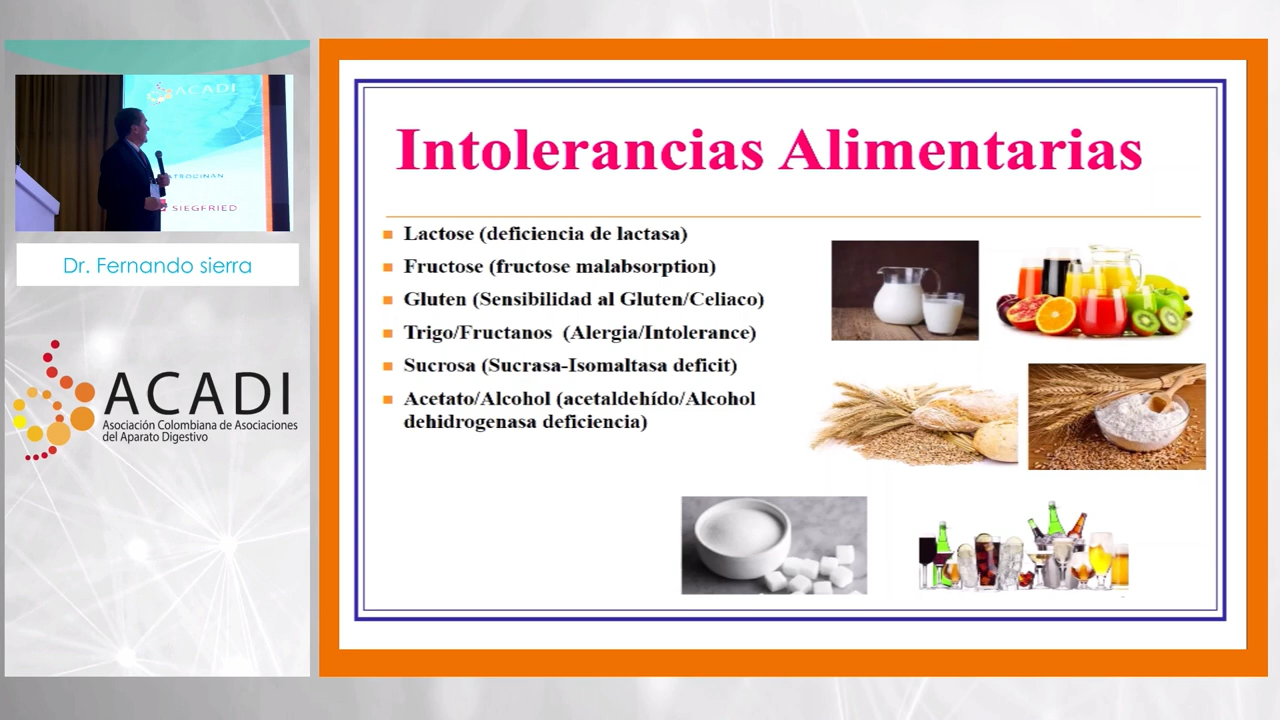 ACADI
PATROCINAN
SIEGFRIED
Dr. Fernando sierra
ACADI
Asociación Colombiana de Asociaciones
del Aparato Digestivo
Intolerancias Alimentarias
Lactose (deficiencia de lactasa)
Fructose (fructose malabsorption)
Gluten (Sensibilidad al Gluten/Celiaco)
Trigo/Fructanos (Alergia/Intolerance)
Sucrosa (Sucrasa-Isomaltasa deficit)
Acetato/Alcohol (acetaldehído/Alcohol
dehidrogenasa deficiencia)